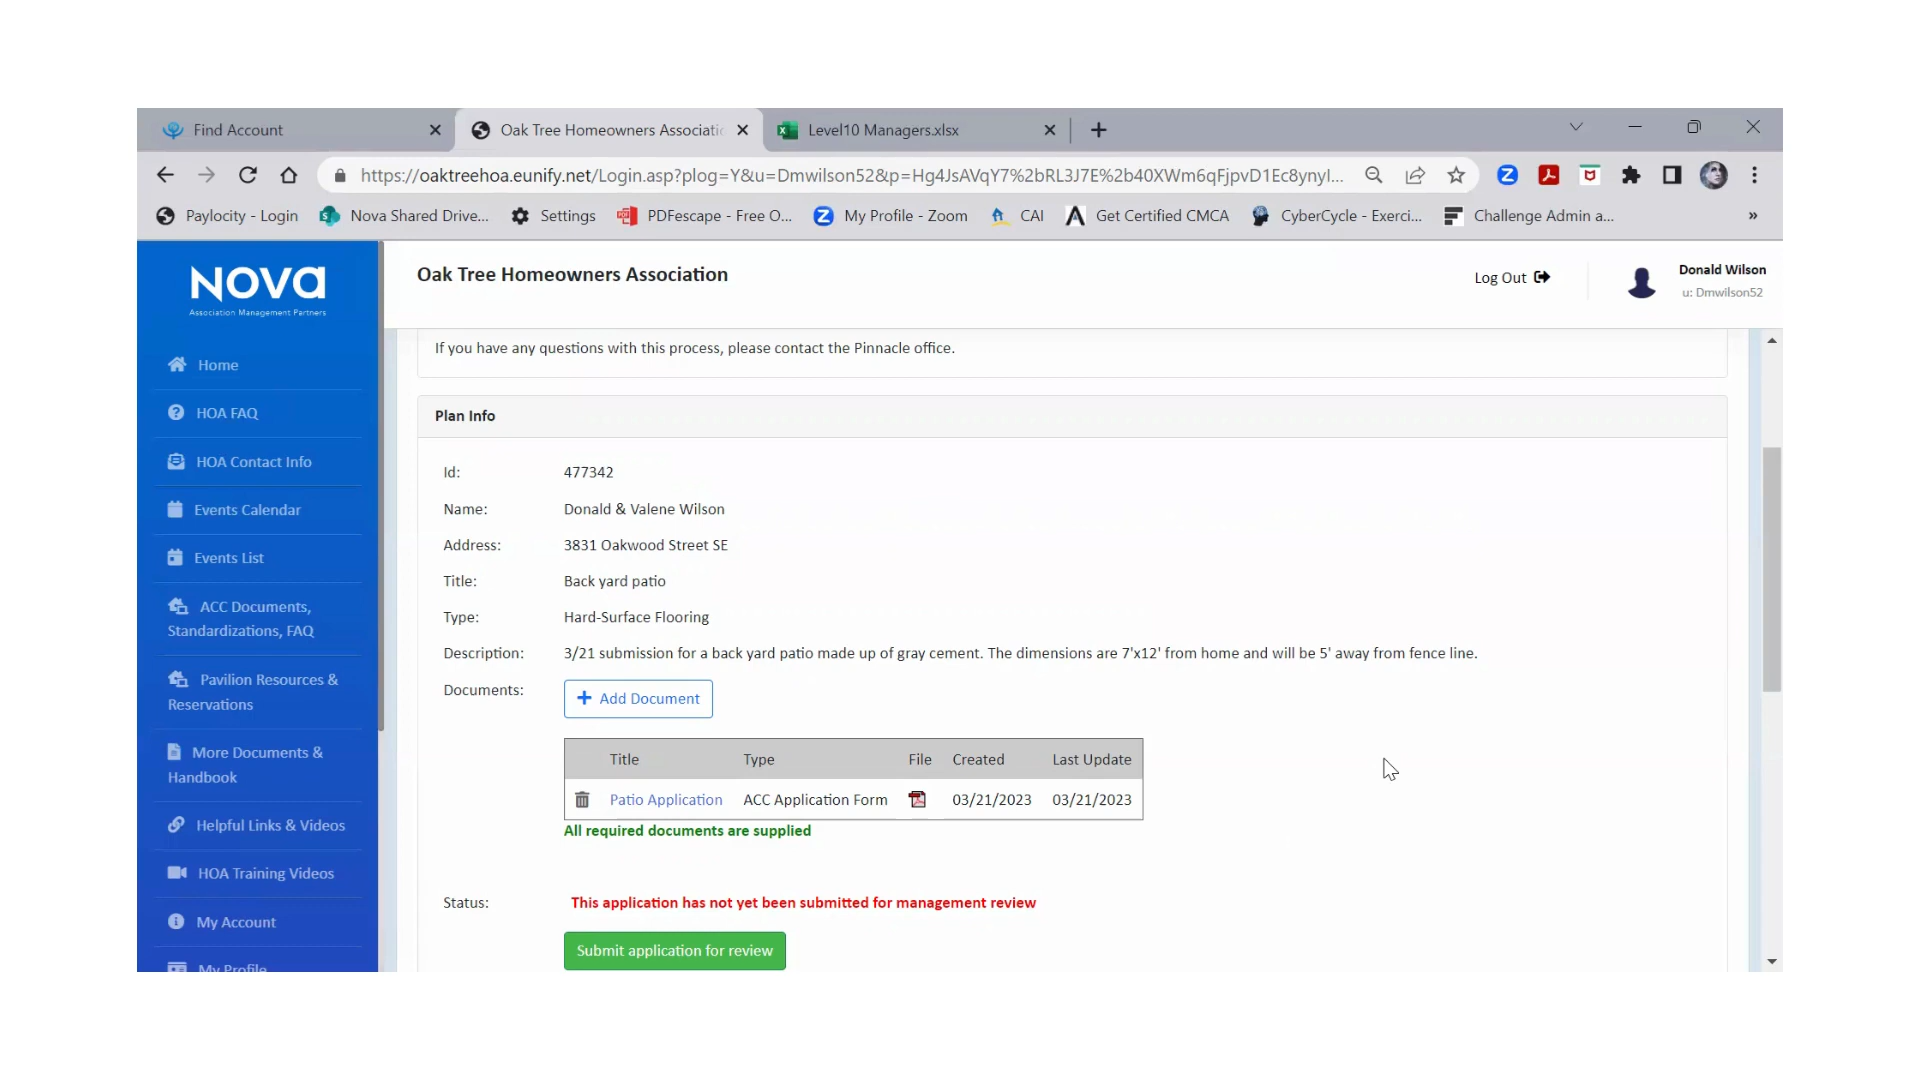 Find Account
Oak Tree Homeowners Associatic
Level10 Managers.xlsx
https://oaktreehoa.eunify.net/Login.asp?plog=Y&u=Dmwilson52&p=Hg4JsAVqY7%2bRL3J7E%2b40XWm6qFjpvD1Ec8ynyI...
Paylocity - Login
Nova Shared Drive...
Settings
PDFescape - Free O...
My Profile - Zoom
CAI
Get Certified CMCA
CyberCycle - Exerci...
Challenge Admin a...
»
NOVA
Association Management Partners
Home
HOA FAQ
HOA Contact Info
Events Calendar
Events List
ACC Documents,
Standardizations, FAQ
Pavilion Resources &
Reservations
More Documents &
Handbook
Helpful Links & Videos
HOA Training Videos
My Account
My Profile
Oak Tree Homeowners Association
Log Out
Donald Wilson
u: Dmwilson52
If you have any questions with this process, please contact the Pinnacle office.
Plan Info
Id: 477342
Name: Donald & Valene Wilson
Address: 3831 Oakwood Street SE
Title: Back yard patio
Type: Hard-Surface Flooring
Description: 3/21 submission for a back yard patio made up of gray cement. The dimensions are 7'x12' from home and will be 5' away from fence line.
Documents: + Add Document
Title Type File Created Last Update
Patio Application ACC Application Form 03/21/2023 03/21/2023
All required documents are supplied
Status: This application has not yet been submitted for management review
Submit application for review